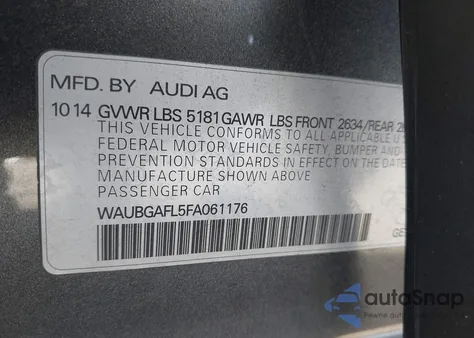 MFD. BY AUDI AG
10 14 GVWR LBS 5181 GAWR LBS FRONT 2634/REAR
THIS VEHICLE CONFORMS TO ALL APPLICABLE
FEDERAL MOTOR VEHICLE SAFETY, BUMPER AND
PREVENTION STANDARDS IN EFFECT ON THE DATE
MANUFACTURE SHOWN ABOVE
PASSENGER CAR
WAUBGAFL5FA061176
GE
autoSnap